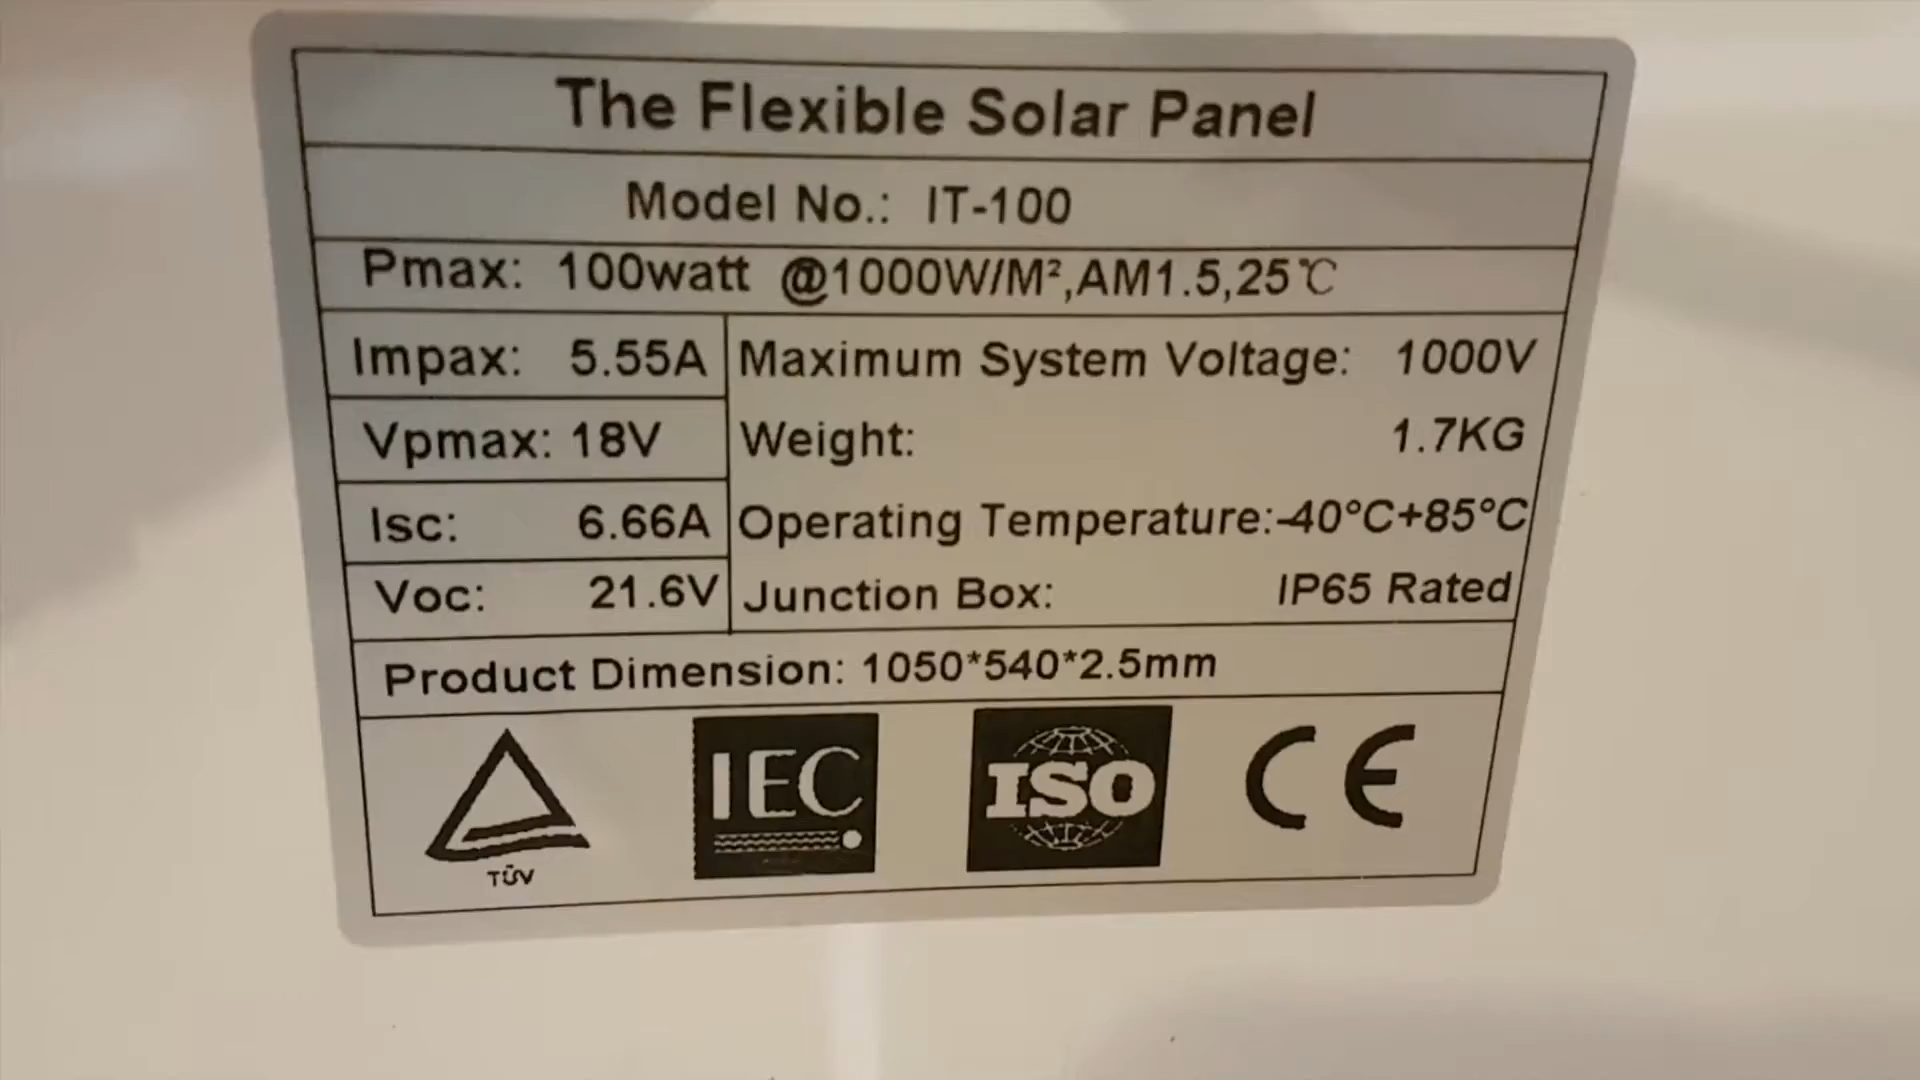 The Flexible Solar Panel
Model No.: IT-100
Pmax: 100watt @1000W/M²,AM1.5,25℃
Impax: 5.55A
Vpmax: 18V
Isc: 6.66A
Voc: 21.6V
Maximum System Voltage: 1000V
Weight: 1.7KG
Operating Temperature:-40°C+85°C
Junction Box: IP65 Rated
Product Dimension: 1050*540*2.5mm
TÜV
IEC
ISO
CE